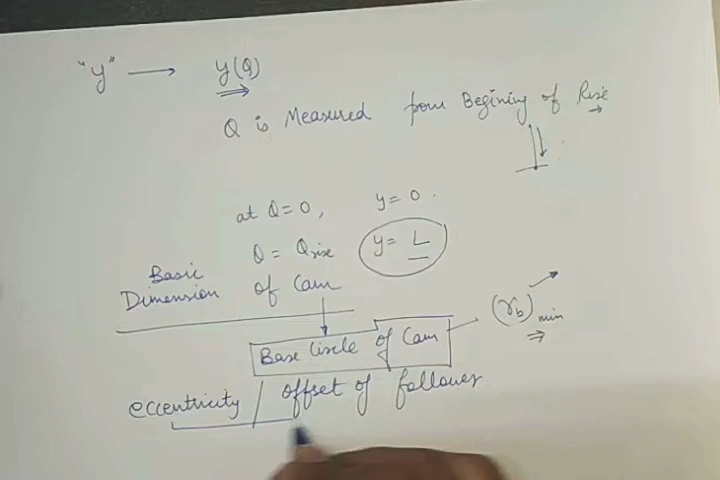 "y" → y(Q)
Q is Measured from Begining of Rise
at Q=0, y=0.
Q = Qrise y= L
Basic
Dimension of Cam
Base Circle of Cam (rb)min
eccentricity / offset of follower